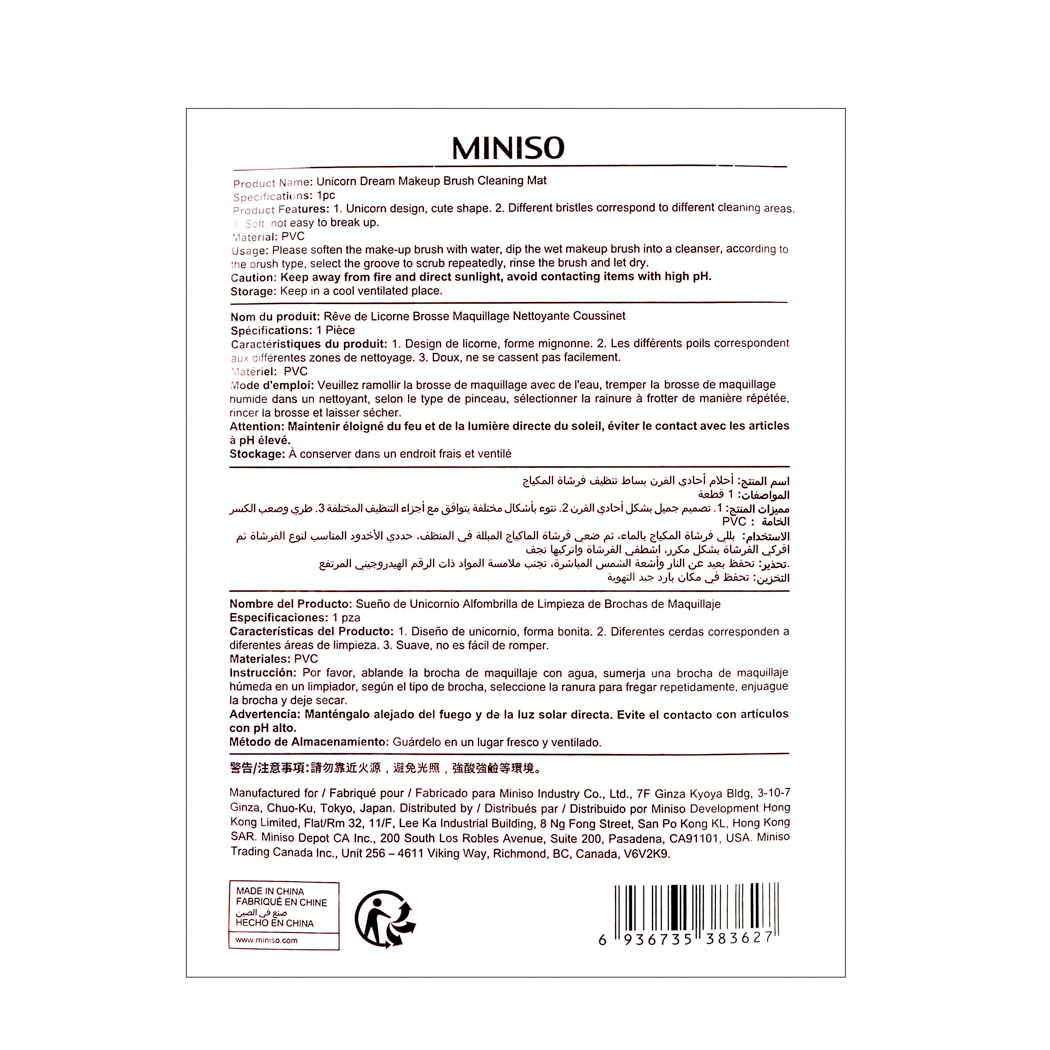 MINISO
Product Name: Unicorn Dream Makeup Brush Cleaning Mat
Specifications: 1pc
Product Features: 1. Unicorn design, cute shape. 2. Different bristles correspond to different cleaning areas.
3. Soft, not easy to break up.
Material: PVC
Usage: Please soften the make-up brush with water, dip the wet makeup brush into a cleanser, according to
the brush type, select the groove to scrub repeatedly, rinse the brush and let dry.
Caution: Keep away from fire and direct sunlight, avoid contacting items with high pH.
Storage: Keep in a cool ventilated place.
Nom du produit: Rêve de Licorne Brosse Maquillage Nettoyante Coussinet
Spécifications: 1 Pièce
Caractéristiques du produit: 1. Design de licorne, forme mignonne. 2. Les différents poils correspondent
aux différentes zones de nettoyage. 3. Doux, ne se cassent pas facilement.
Matériel: PVC
Mode d'emploi: Veuillez ramollir la brosse de maquillage avec de l'eau, tremper la brosse de maquillage
humide dans un nettoyant, selon le type de pinceau, sélectionner la rainure à frotter de manière répétée,
rincer la brosse et laisser sécher.
Attention: Maintenir éloigné du feu et de la lumière directe du soleil, éviter le contact avec les articles
à pH élevé.
Stockage: À conserver dans un endroit frais et ventilé
اسم المنتج: أحلام أحادي القرن بساط تنظيف فرشاة المكياج
المواصفات: 1 قطعة
مميزات المنتج: 1. تصميم جميل بشكل أحادي القرن 2. نتوء بأشكال مختلفة يتوافق مع أجزاء التنظيف المختلفة 3. طري وصعب الكسر
الخامة : PVC
الاستخدام: بللي فرشاة المكياج بالماء، ثم ضعي فرشاة الماكياج المبللة في المنظف، حددي الأخدود المناسب لنوع الفرشاة ثم
افركي الفرشاة بشكل مكرر، اشطفي الفرشاة واتركيها تجف
تحذير: تحفظ بعيد عن النار وأشعة الشمس المباشرة، تجنب ملامسة المواد ذات الرقم الهيدروجيني المرتفع.
التخزين: تحفظ في مكان بارد جيد التهوية
Nombre del Producto: Sueño de Unicornio Alfombrilla de Limpieza de Brochas de Maquillaje
Especificaciones: 1 pza
Características del Producto: 1. Diseño de unicornio, forma bonita. 2. Diferentes cerdas corresponden a
diferentes áreas de limpieza. 3. Suave, no es fácil de romper.
Materiales: PVC
Instrucción: Por favor, ablande la brocha de maquillaje con agua, sumerja una brocha de maquillaje
húmeda en un limpiador, según el tipo de brocha, seleccione la ranura para fregar repetidamente, enjuague
la brocha y deje secar.
Advertencia: Manténgalo alejado del fuego y de la luz solar directa. Evite el contacto con artículos
con pH alto.
Método de Almacenamiento: Guárdelo en un lugar fresco y ventilado.
警告/注意事項:請勿靠近火源，避免光照，強酸強鹼等環境。
Manufactured for / Fabriqué pour / Fabricado para Miniso Industry Co., Ltd., 7F Ginza Kyoya Bldg, 3-10-7
Ginza, Chuo-Ku, Tokyo, Japan. Distributed by / Distribués par / Distribuido por Miniso Development Hong
Kong Limited, Flat/Rm 32, 11/F, Lee Ka Industrial Building, 8 Ng Fong Street, San Po Kong KL, Hong Kong
SAR. Miniso Depot CA Inc., 200 South Los Robles Avenue, Suite 200, Pasadena, CA91101, USA. Miniso
Trading Canada Inc., Unit 256 – 4611 Viking Way, Richmond, BC, Canada, V6V2K9.
MADE IN CHINA
FABRIQUÉ EN CHINE
صنع في الصين
HECHO EN CHINA
www.miniso.com
6 936735 383627